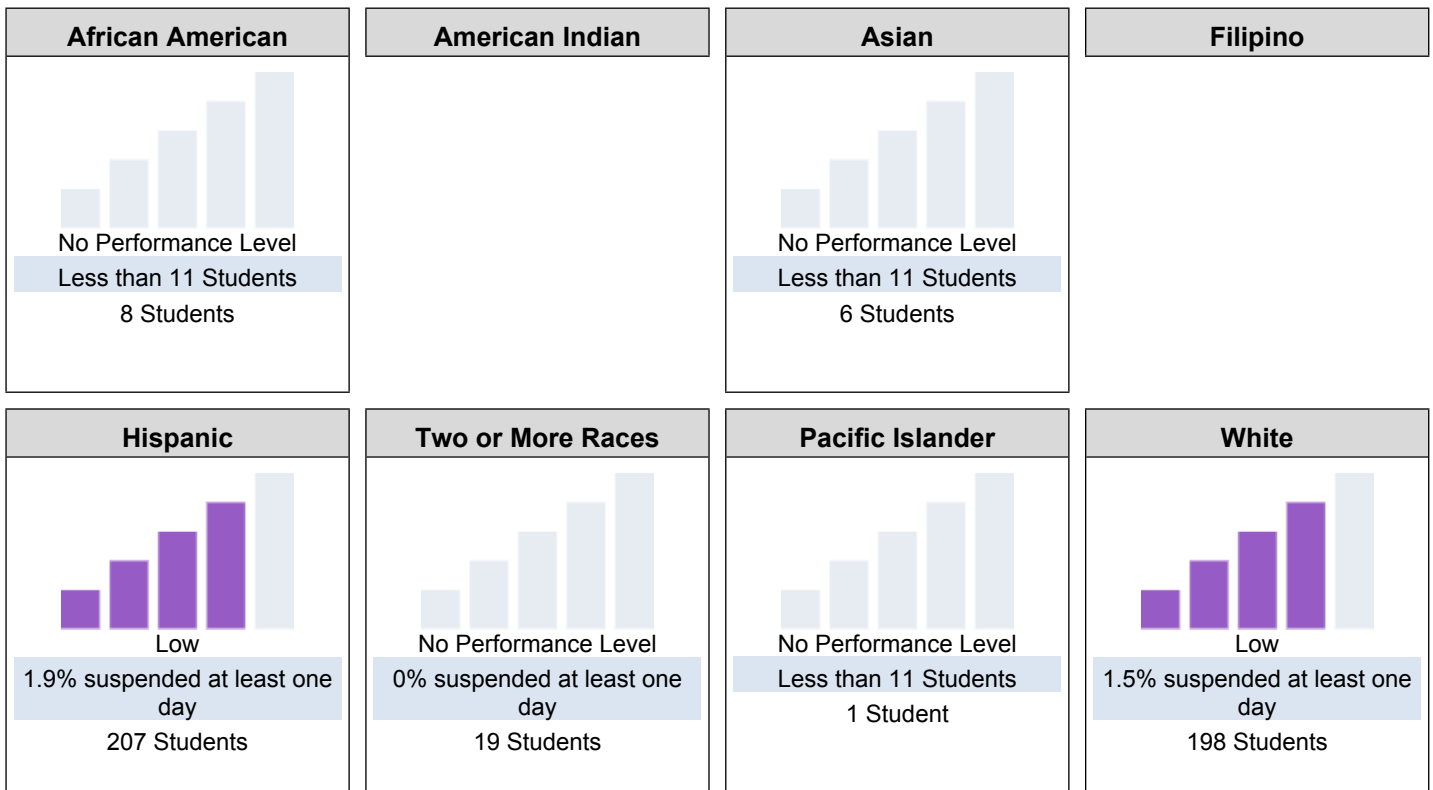 African American
American Indian
Asian
Filipino
No Performance Level
Less than 11 Students
8 Students
No Performance Level
Less than 11 Students
6 Students
Hispanic
Two or More Races
Pacific Islander
White
Low
1.9% suspended at least one
day
207 Students
No Performance Level
0% suspended at least one
day
19 Students
No Performance Level
Less than 11 Students
1 Student
Low
1.5% suspended at least one
day
198 Students